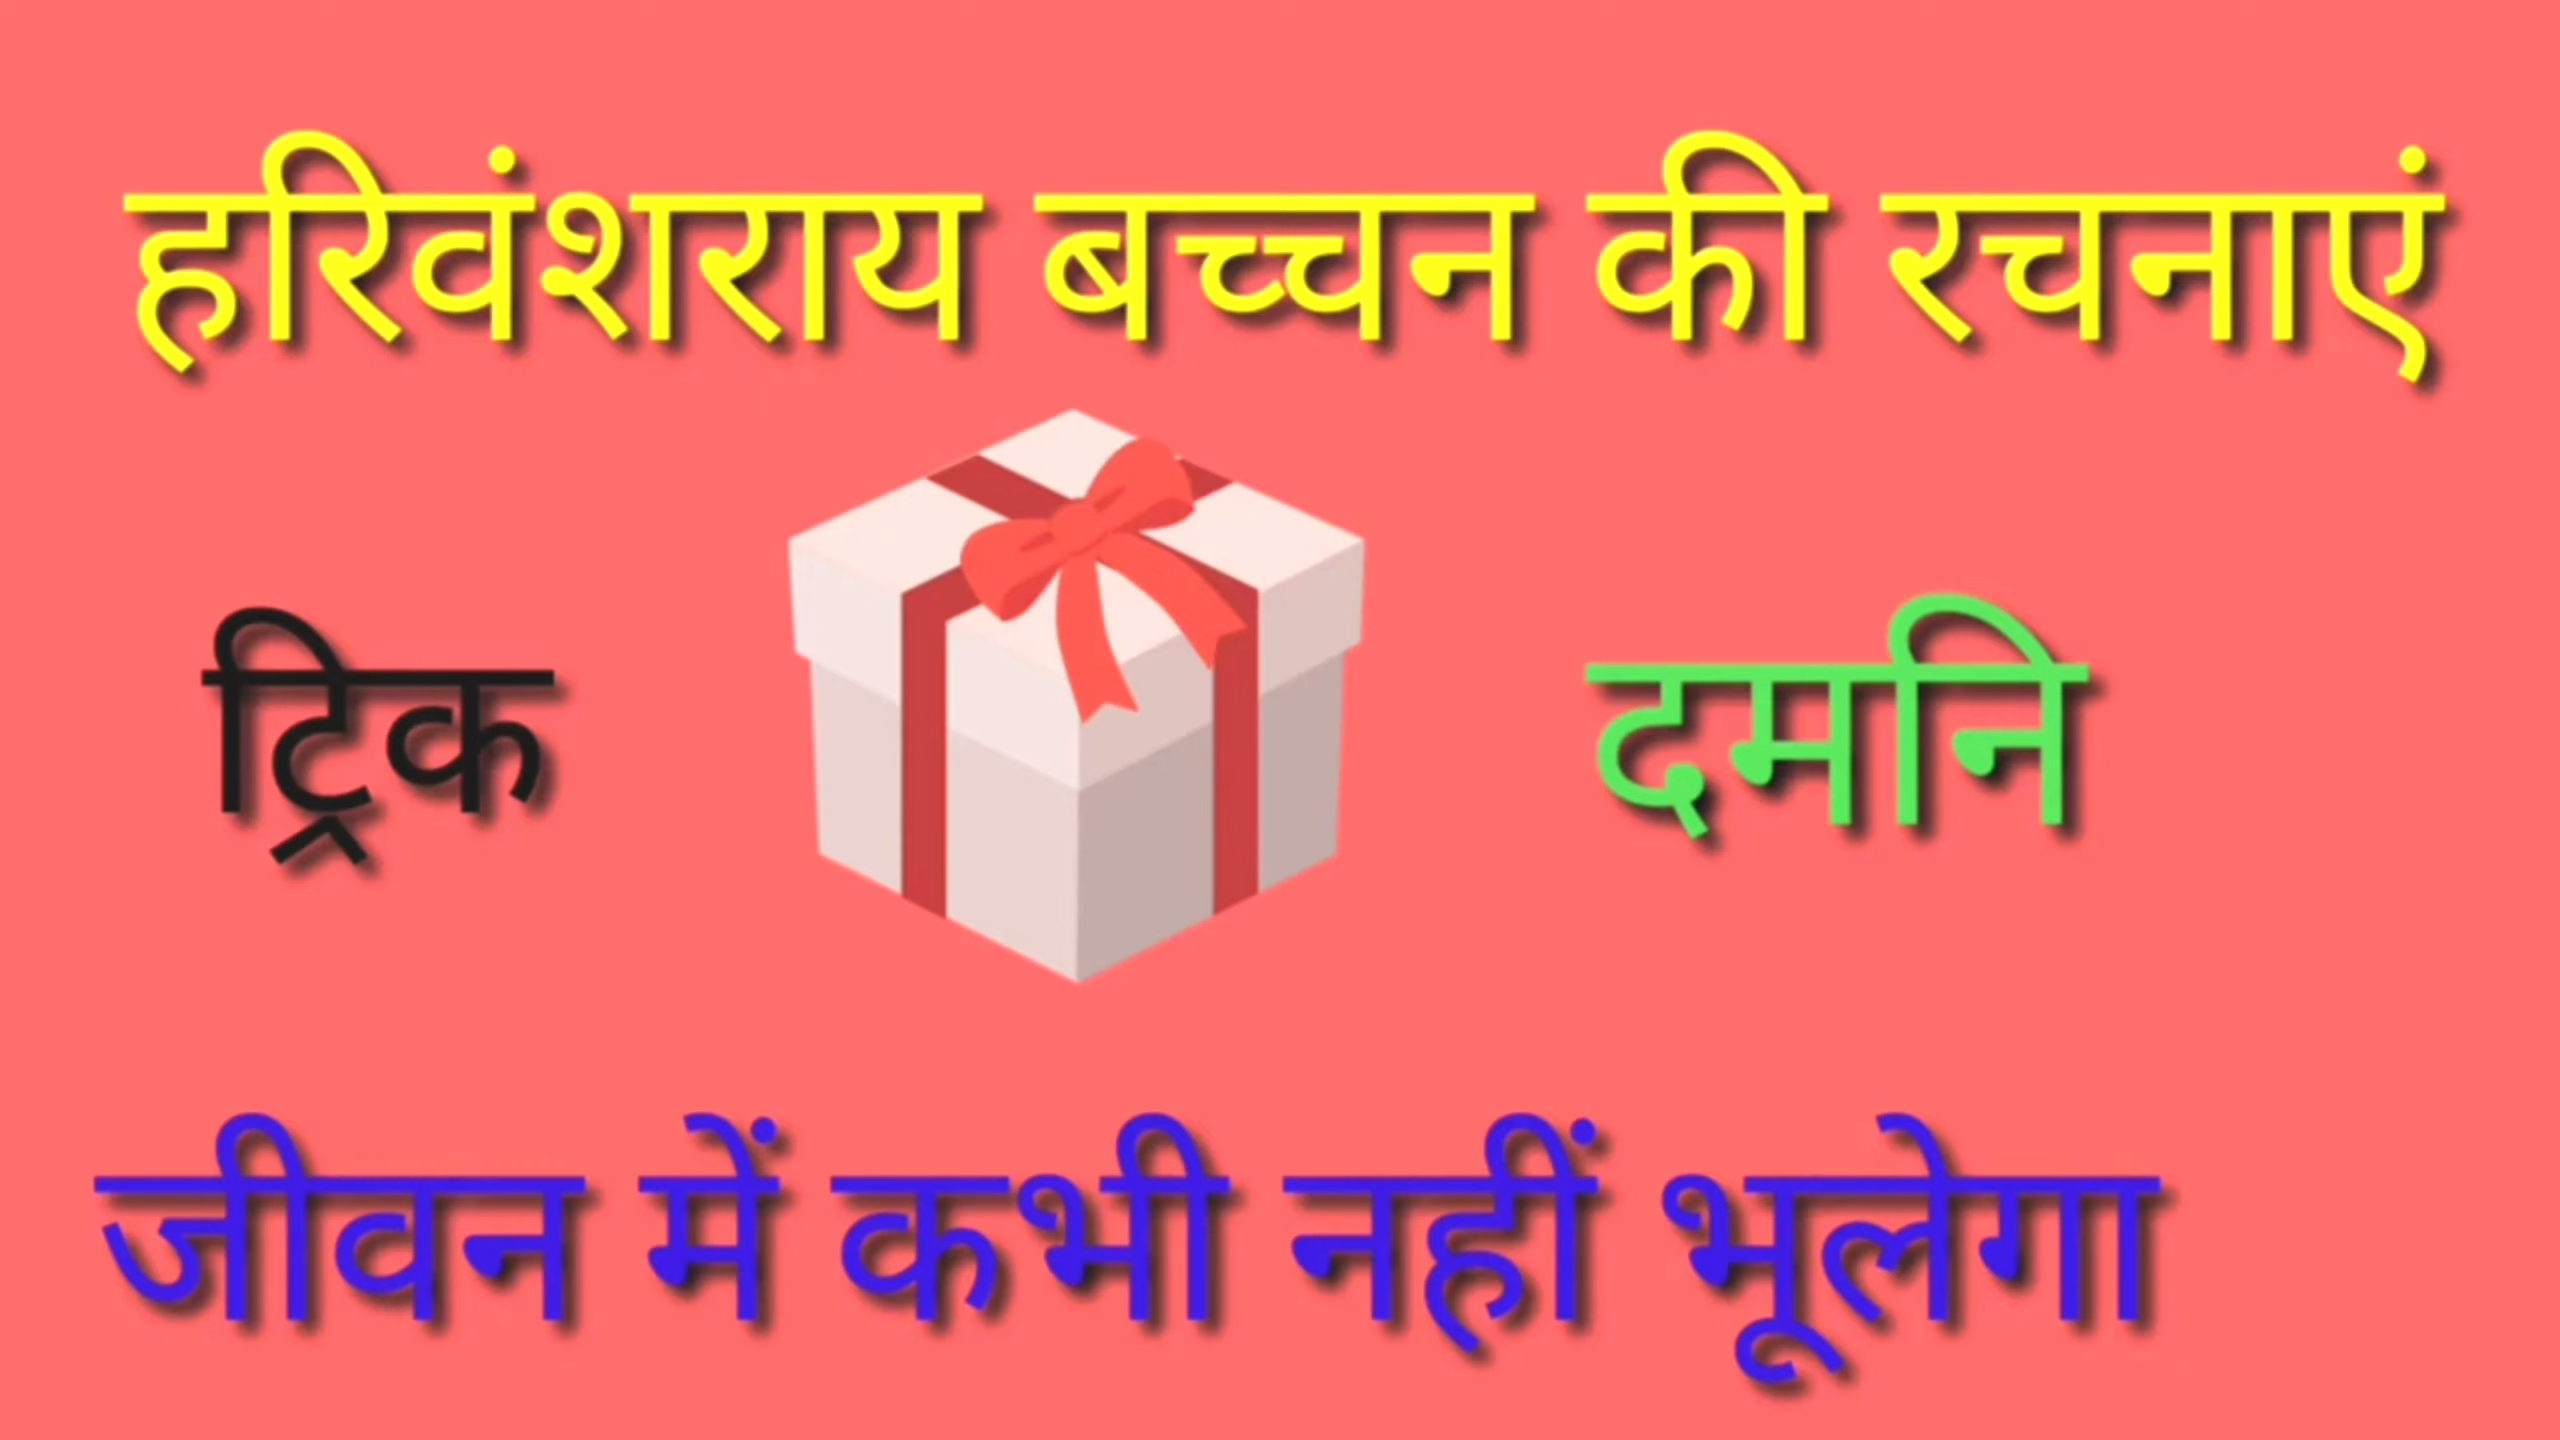 हरिवंशराय बच्चन की रचनाएं
ट्रिक
दमनि
जीवन में कभी नहीं भूलेगा